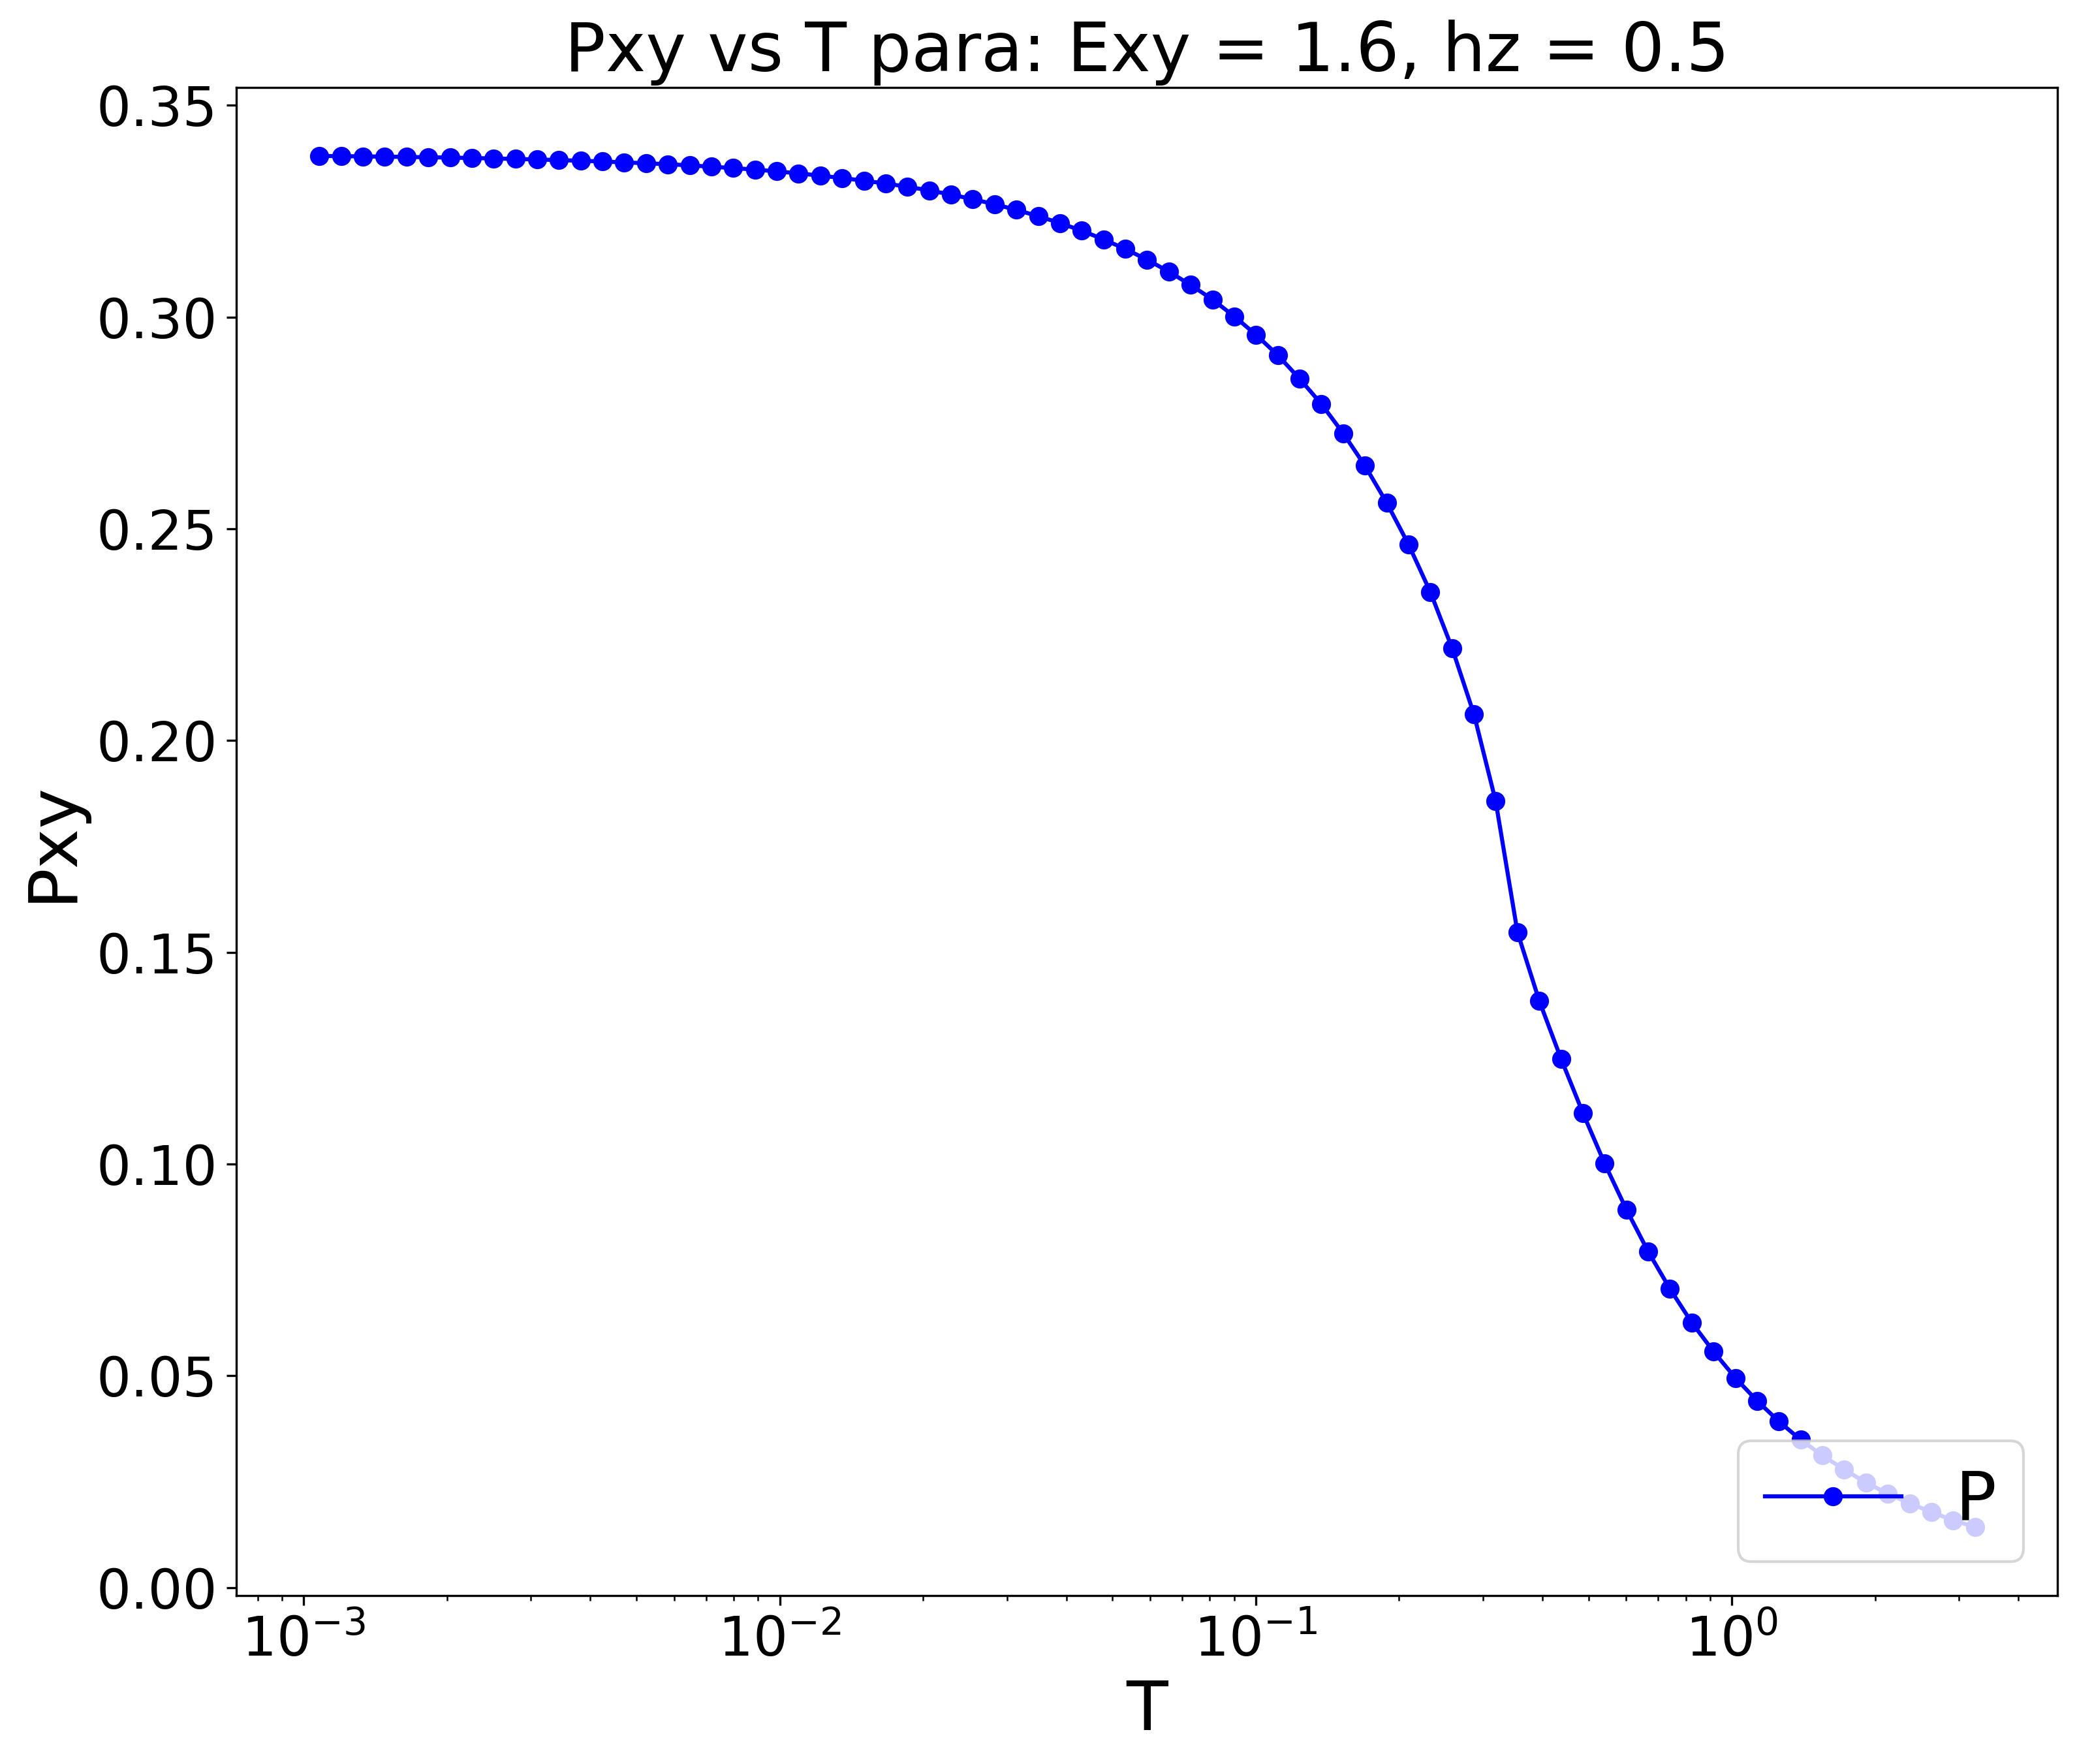 Pxy vs T para: Exy = 1.6, hz = 0.5
0.35
0.30
0.25
0.20
0.15
0.10
0.05
0.00
Pxy
P
10⁻³ 10⁻² 10⁻¹ 10⁰
T